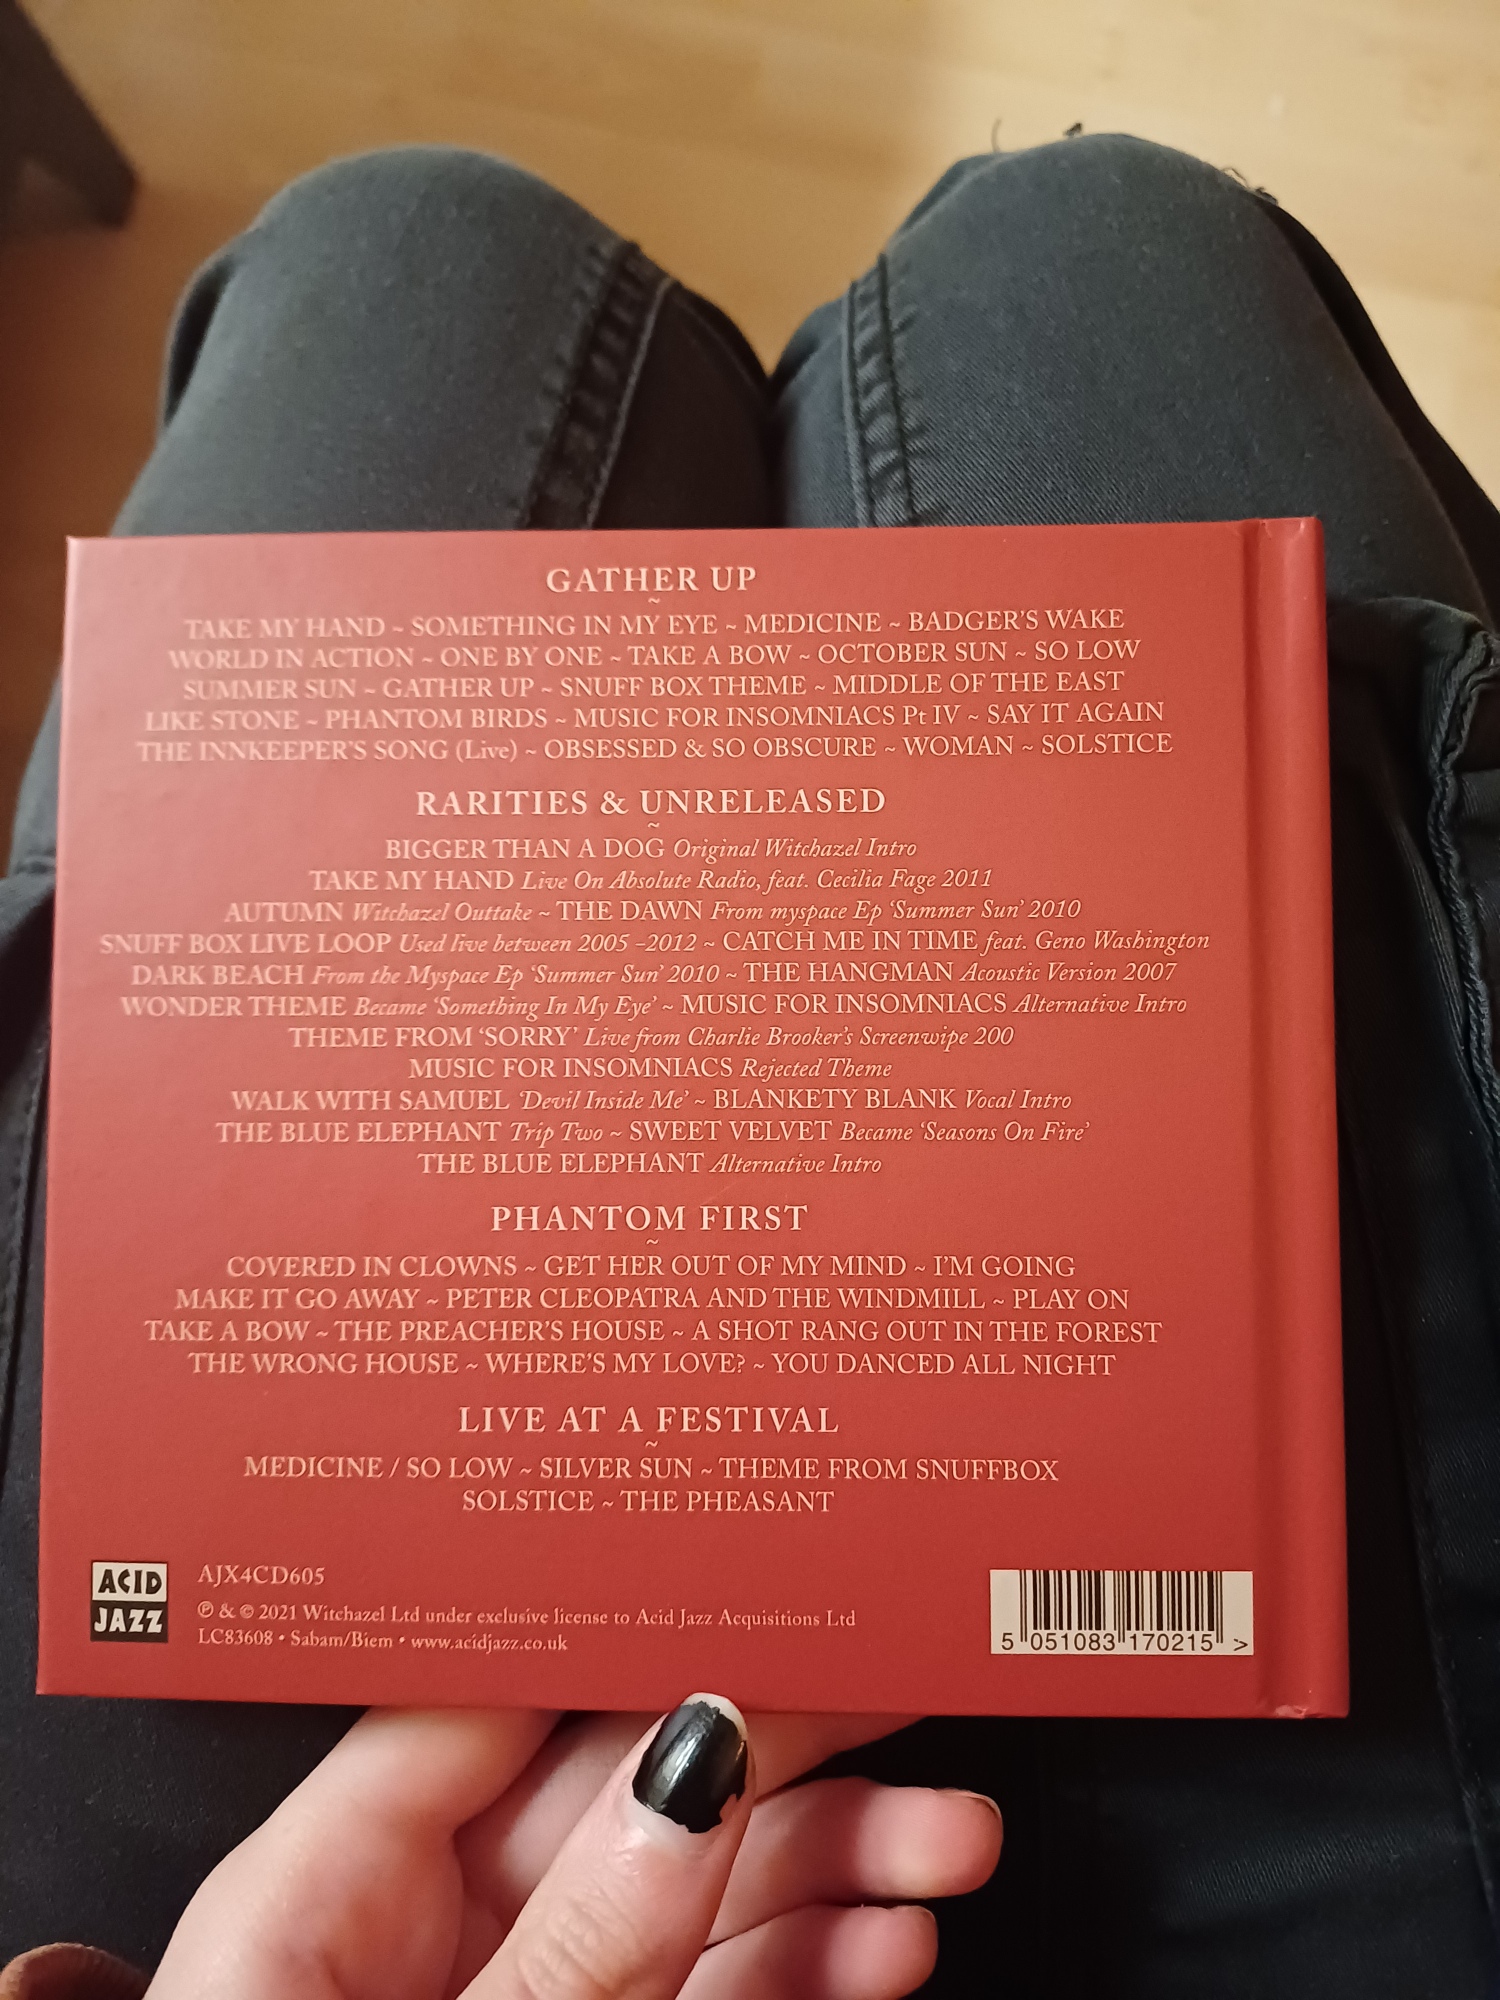 GATHER UP
~
TAKE MY HAND ~ SOMETHING IN MY EYE ~ MEDICINE ~ BADGER'S WAKE
WORLD IN ACTION ~ ONE BY ONE ~ TAKE A BOW ~ OCTOBER SUN ~ SO LOW
SUMMER SUN ~ GATHER UP ~ SNUFF BOX THEME ~ MIDDLE OF THE EAST
LIKE STONE ~ PHANTOM BIRDS ~ MUSIC FOR INSOMNIACS Pt IV ~ SAY IT AGAIN
THE INNKEEPER'S SONG (Live) ~ OBSESSED & SO OBSCURE ~ WOMAN ~ SOLSTICE
RARITIES & UNRELEASED
~
BIGGER THAN A DOG Original Witchazel Intro
TAKE MY HAND Live On Absolute Radio, feat. Cecilia Fage 2011
AUTUMN Witchazel Outtake ~ THE DAWN From myspace Ep ‘Summer Sun’ 2010
SNUFF BOX LIVE LOOP Used live between 2005 –2012 ~ CATCH ME IN TIME feat. Geno Washington
DARK BEACH From the Myspace Ep ‘Summer Sun’ 2010 ~ THE HANGMAN Acoustic Version 2007
WONDER THEME Became ‘Something In My Eye’ ~ MUSIC FOR INSOMNIACS Alternative Intro
THEME FROM ‘SORRY’ Live from Charlie Brooker's Screenwipe 200
MUSIC FOR INSOMNIACS Rejected Theme
WALK WITH SAMUEL ‘Devil Inside Me’ ~ BLANKETY BLANK Vocal Intro
THE BLUE ELEPHANT Trip Two ~ SWEET VELVET Became ‘Seasons On Fire’
THE BLUE ELEPHANT Alternative Intro
PHANTOM FIRST
~
COVERED IN CLOWNS ~ GET HER OUT OF MY MIND ~ I'M GOING
MAKE IT GO AWAY ~ PETER CLEOPATRA AND THE WINDMILL ~ PLAY ON
TAKE A BOW ~ THE PREACHER'S HOUSE ~ A SHOT RANG OUT IN THE FOREST
THE WRONG HOUSE ~ WHERE'S MY LOVE? ~ YOU DANCED ALL NIGHT
LIVE AT A FESTIVAL
~
MEDICINE / SO LOW ~ SILVER SUN ~ THEME FROM SNUFFBOX
SOLSTICE ~ THE PHEASANT
ACID
JAZZ
AJX4CD605
℗ & © 2021 Witchazel Ltd under exclusive license to Acid Jazz Acquisitions Ltd
LC83608 • Sabam/Biem • www.acidjazz.co.uk
5 051083 170215 >